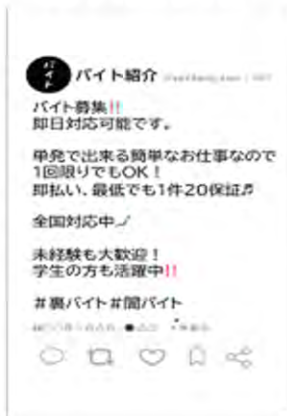 バイト
バイト紹介
バイト募集!!
即日対応可能です。
単発で出来る簡単なお仕事なので
1回限りでもOK！
即払い、最低でも1件20保証♬
全国対応中✓
未経験も大歓迎！
学生の方も活躍中!!
#裏バイト#闇バイト